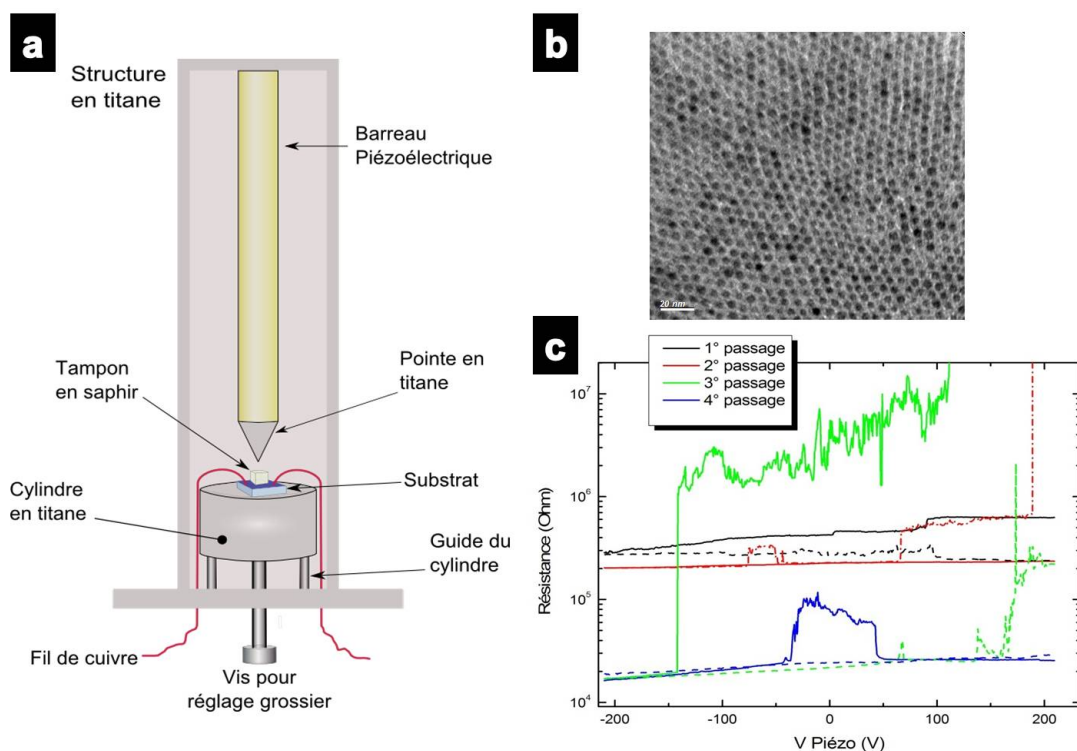 a
Structure
en titane
Barreau
Piézoélectrique
Tampon
en saphir
Pointe en
titane
Substrat
Cylindre
en titane
Guide du
cylindre
Fil de cuivre
Vis pour
réglage grossier
b
20 nm
c
1° passage
2° passage
3° passage
4° passage
10⁷
10⁶
10⁵
10⁴
Résistance (Ohm)
-200 -100 0 100 200
V Piézo (V)